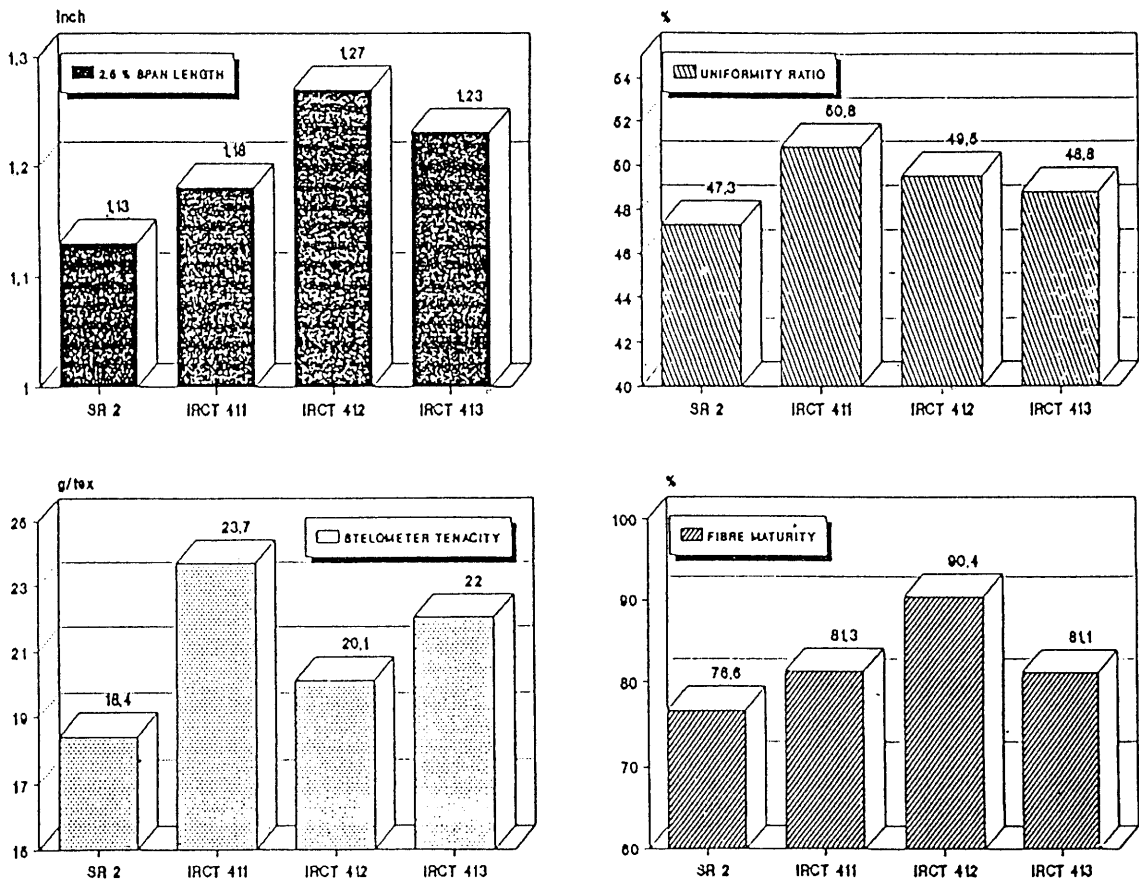 Inch
1,3
2.5 % SPAN LENGTH
1,27
1,23
1,18
1,2
1,13
1,1
1
SR 2
IRCT 411
IRCT 412
IRCT 413
%
54
UNIFORMITY RATIO
52
50,8
49,5
48,8
50
47,3
48
46
44
42
40
SR 2
IRCT 411
IRCT 412
IRCT 413
g/tex
25
23,7
STELOMETER TENACITY
23
22
21
20,1
19
18,4
17
15
SR 2
IRCT 411
IRCT 412
IRCT 413
%
100
FIBRE MATURITY
90,4
90
81,3
81,1
80
76,6
70
60
SR 2
IRCT 411
IRCT 412
IRCT 413